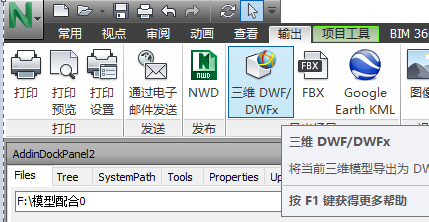 常用 视点 审阅 动画 查看 输出 项目工具 BIM 36
打印 打印预览 打印设置 通过电子邮件发送 NWD 三维 DWF/DWFx FBX Google Earth KML 图像
打印 发送 发布
三维 DWF/DWFx
将当前三维模型导出为 DW
按 F1 键获得更多帮助
AddinDockPanel2
Files Tree SystemPath Tools Properties Up
F:\模型配合0